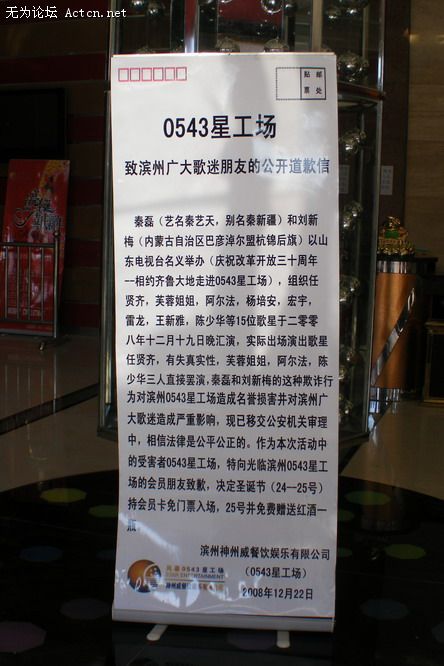 无为论坛 Actcn.net
贴 邮
票 处
0543星工场
致滨州广大歌迷朋友的公开道歉信
秦磊（艺名秦艺天，别名秦新疆）和刘新
梅（内蒙古自治区巴彦淖尔盟杭锦后旗）以山
东电视台名义举办（庆祝改革开放三十周年
--相约齐鲁大地走进0543星工场），组织任
贤齐，芙蓉姐姐，阿尔法，杨培安，宏宇，
雷龙，王新雅，陈少华等15位歌星于二零零
八年十二月十九日晚汇演，实际出场演出歌星
任贤齐，有失真实性，芙蓉姐姐，阿尔法，陈
少华三人直接罢演，秦磊和刘新梅的这种欺诈行
为对滨州0543星工场造成名誉损害并对滨州广
大歌迷造成严重影响，现已移交公安机关审理
中，相信法律是公平公正的。作为本次活动中
的受害者0543星工场，特向光临滨州0543星工
场的会员朋友致歉，决定圣诞节（24--25号）
持会员卡免门票入场，25号并免费赠送红酒一
瓶
滨州神州威餐饮娱乐有限公司
（0543星工场）
2008年12月22日
0543星工场
STAR ENTERTAINMENT
神州威餐饮娱乐